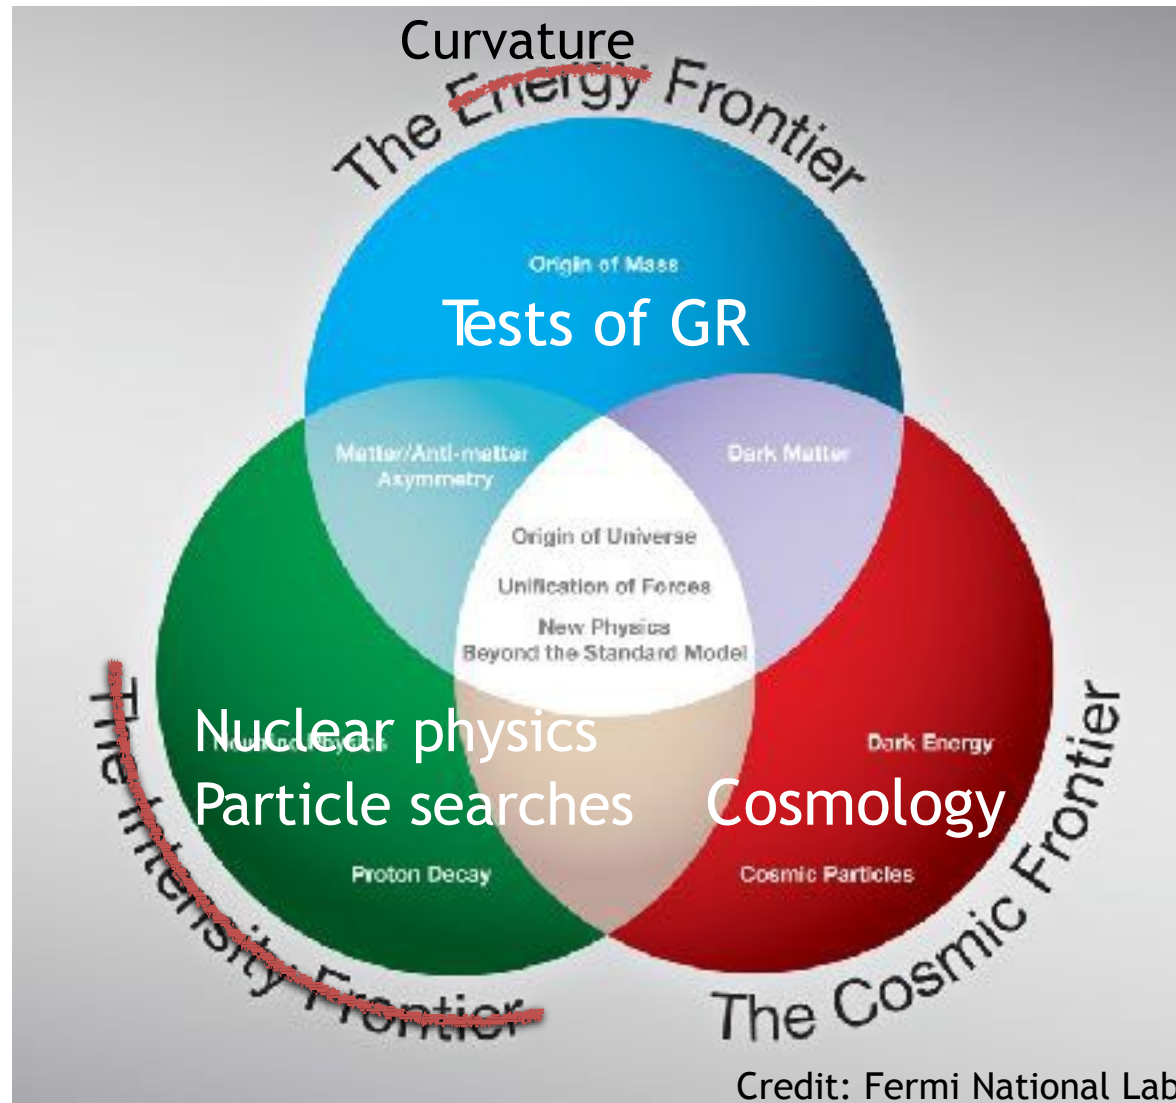 Curvature
The Energy Frontier
Origin of Mass
Tests of GR
Matter/Anti-matter
Asymmetry
Dark Matter
Origin of Universe
Unification of Forces
New Physics
Beyond the Standard Model
Nuclear physics
Dark Energy
Particle searches
Cosmology
Proton Decay
Cosmic Particles
The Intensity Frontier
The Cosmic Frontier
Credit: Fermi National Lab